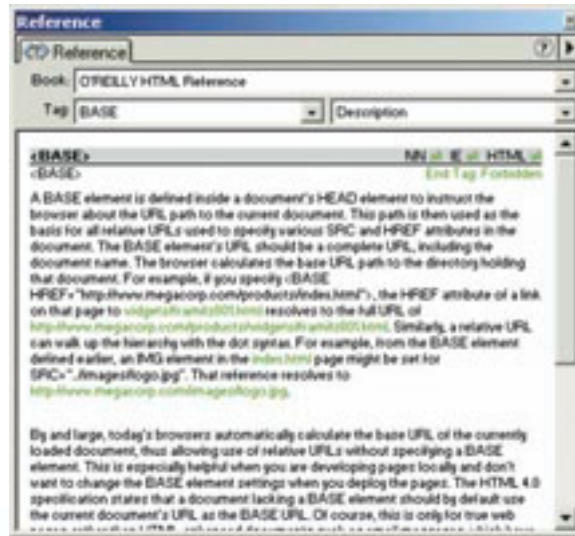 Reference
Reference
Book: O'REILLY HTML Reference
Tag: BASE Description
<BASE> NN all IE all HTML all
<BASE> End Tag: Forbidden
A BASE element is defined inside a document's HEAD element to instruct the
browser about the URL path to the current document. This path is then used as the
basis for all relative URLs used to specify various SRC and HREF attributes in the
document. The BASE element's URL should be a complete URL, including the
document name. The browser calculates the base URL path to the directory holding
that document. For example, if you specify <BASE
HREF="http://www.megacorp.com/products/index.html">, the HREF attribute of a link
on that page to resolves to the full URL of
Similarly, a relative URL
can walk up the hierarchy with the dot syntax. For example, from the BASE element
defined earlier, an IMG element in the index.html page might be set for
SRC="../images/logo.jpg". That reference resolves to
http://www.megacorp.com/images/logo.jpg.
By and large, today's browsers automatically calculate the base URL of the currently
loaded document, thus allowing use of relative URLs without specifying a BASE
element. This is especially helpful when you are developing pages locally and don't
want to change the BASE element settings when you deploy the pages. The HTML 4.0
specification states that a document lacking a BASE element should by default use
the current document's URL as the BASE URL. Of course, this is only for true web